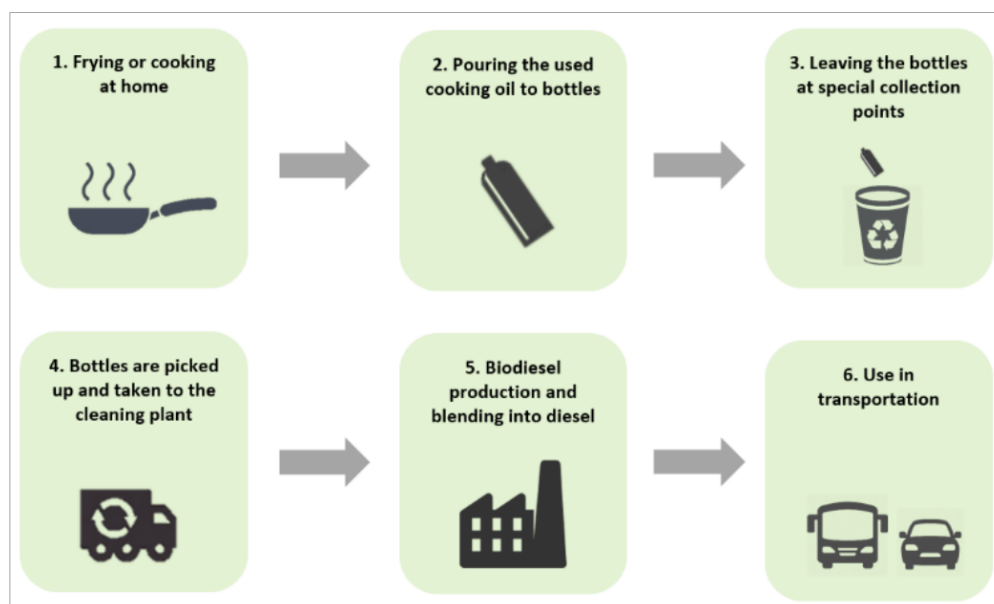 1. Frying or cooking
at home
2. Pouring the used
cooking oil to bottles
3. Leaving the bottles
at special collection
points
4. Bottles are picked
up and taken to the
cleaning plant
5. Biodiesel
production and
blending into diesel
6. Use in
transportation